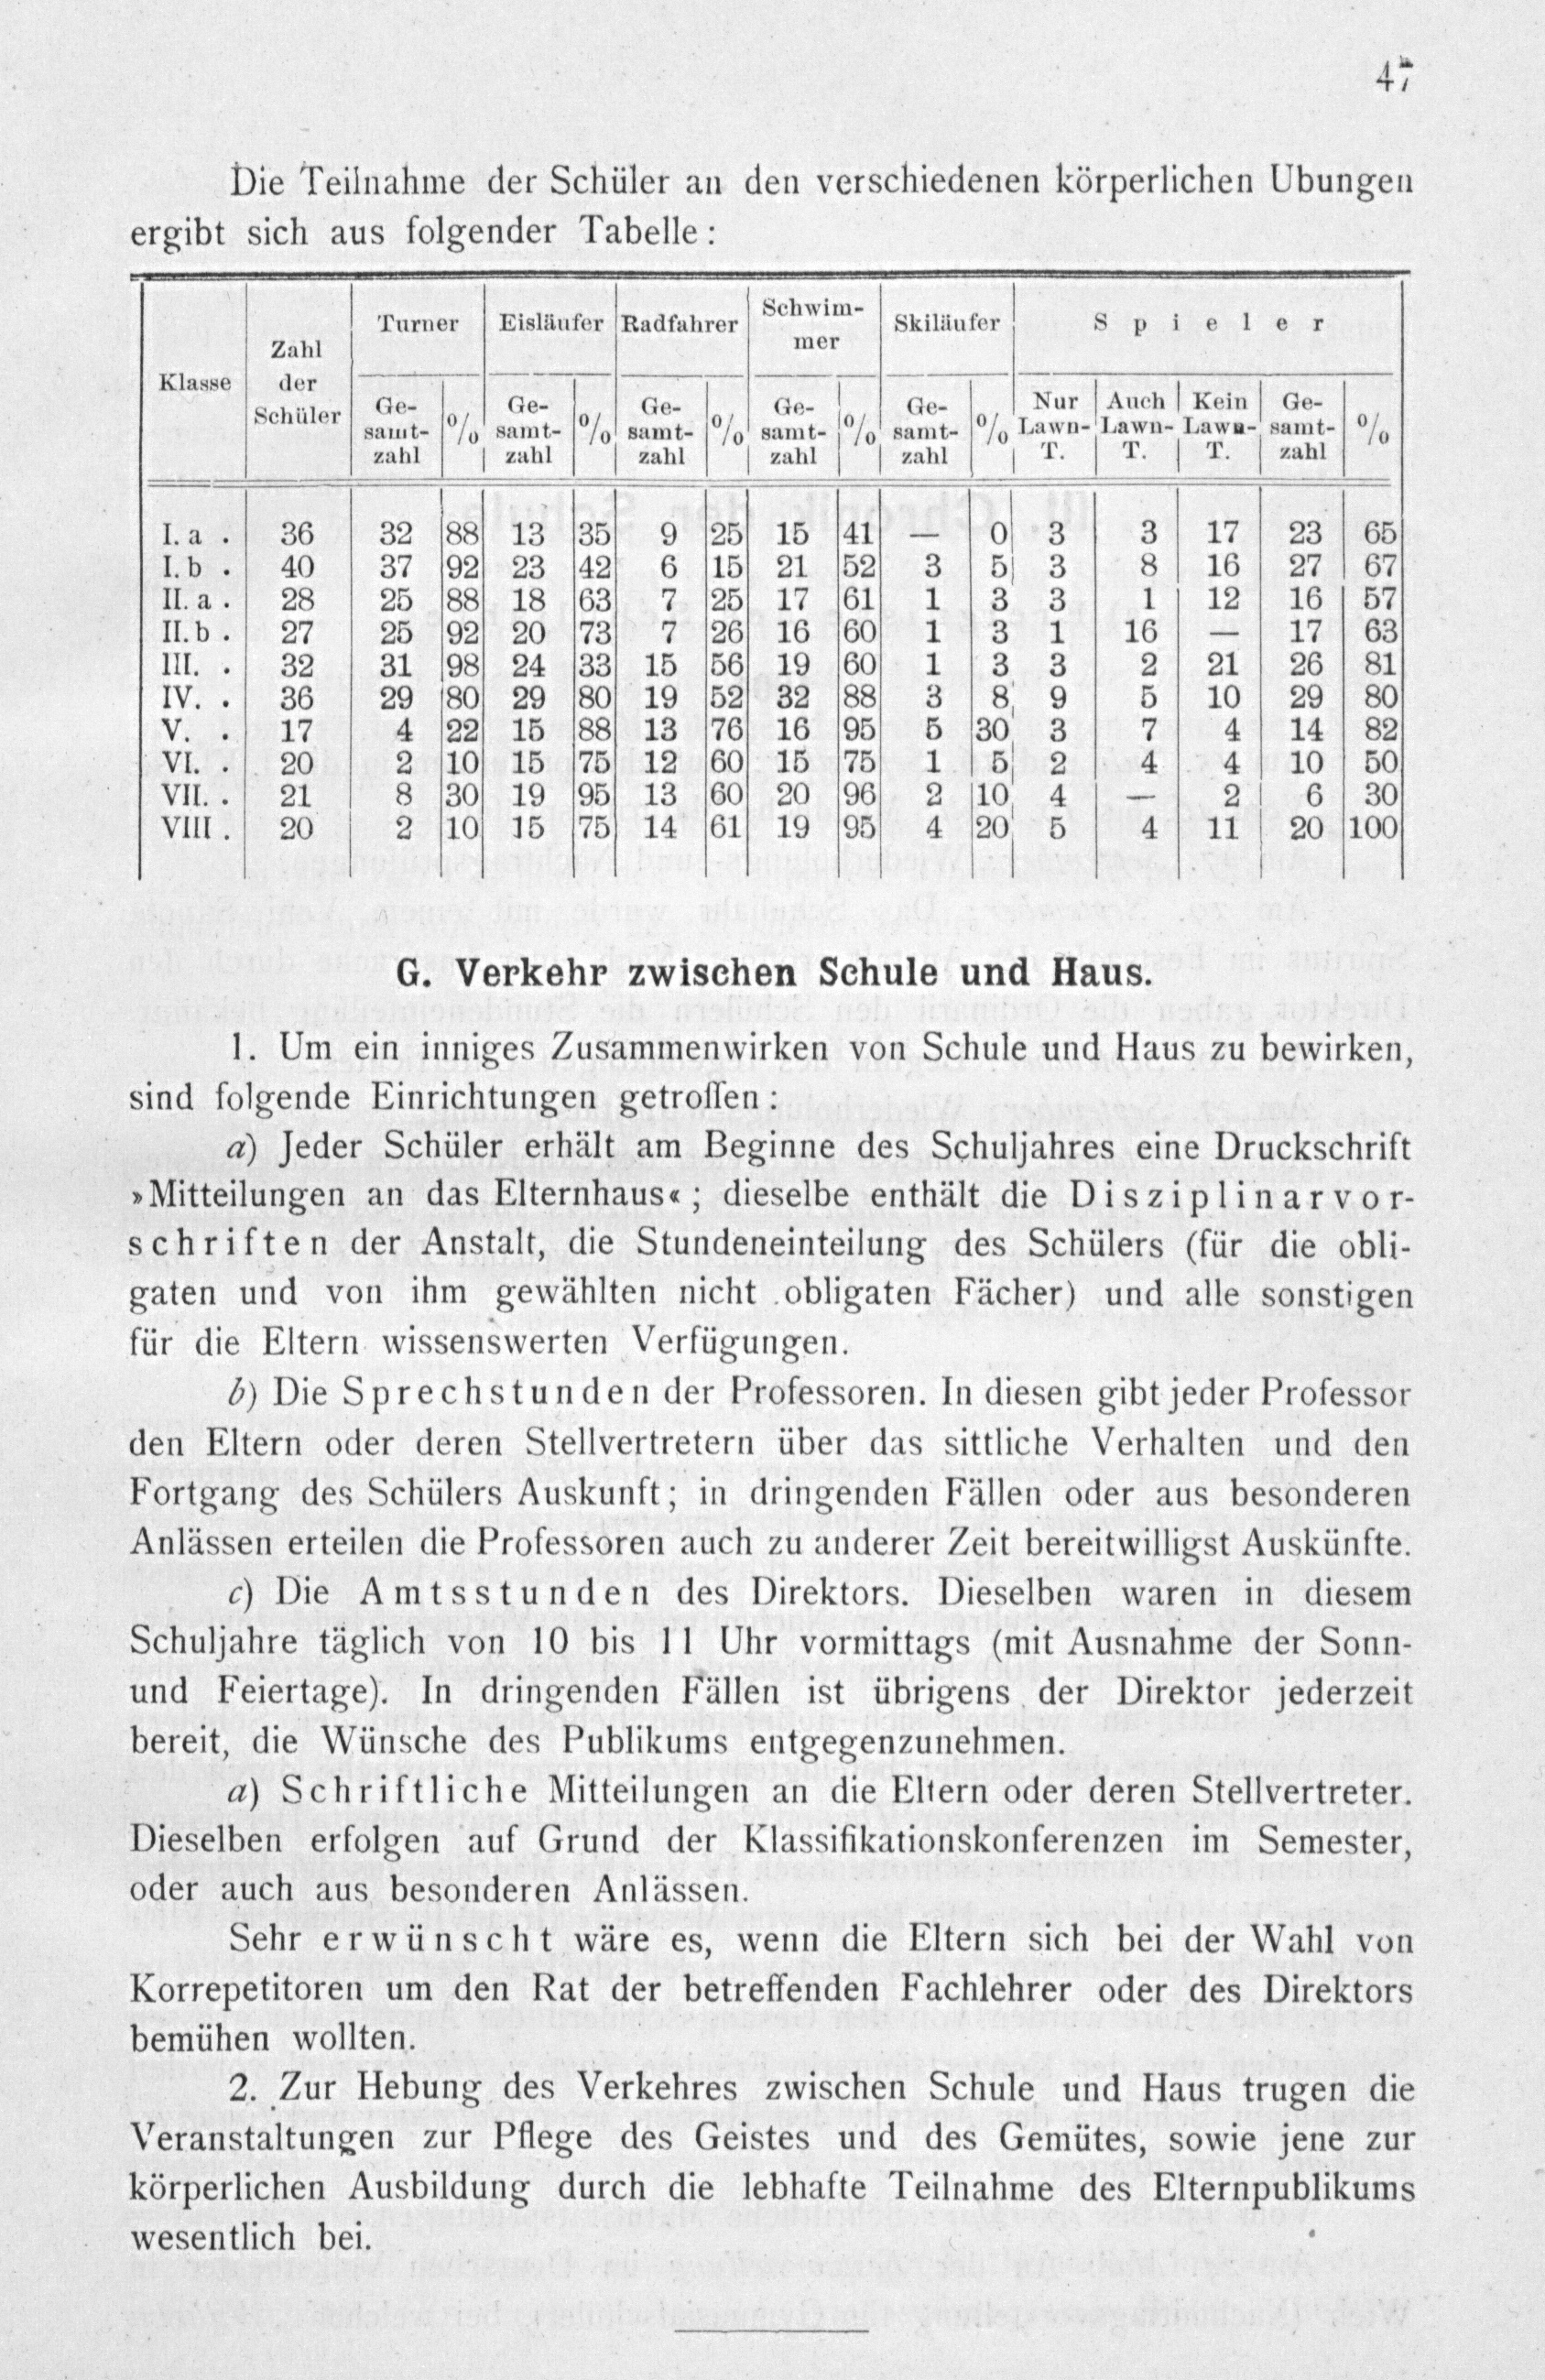 47
Die Teilnahme der Schüler an den verschiedenen körperlichen Ubungen
ergibt sich aus folgender Tabelle:
Klasse | Zahl der Schüler | Turner | Eisläufer | Radfahrer | Schwim-mer | Skiläufer | Spieler
Ge-samt-zahl | % | Ge-samt-zahl | % | Ge-samt-zahl | % | Ge-samt-zahl | % | Ge-samt-zahl | % | Nur Lawn-T. | Auch Lawn-T. | Kein Lawn-T. | Ge-samt-zahl | %
I. a . 36 32 88 13 35 9 25 15 41 — 0 3 3 17 23 65
I. b . 40 37 92 23 42 6 15 21 52 3 5 3 8 16 27 67
II. a . 28 25 88 18 63 7 25 17 61 1 3 3 1 12 16 57
II. b . 27 25 92 20 73 7 26 16 60 1 3 1 16 — 17 63
III. . 32 31 98 24 33 15 56 19 60 1 3 3 2 21 26 81
IV. . 36 29 80 29 80 19 52 32 88 3 8 9 5 10 29 80
V. . 17 4 22 15 88 13 76 16 95 5 30 3 7 4 14 82
VI. . 20 2 10 15 75 12 60 15 75 1 5 2 4 4 10 50
VII. . 21 8 30 19 95 13 60 20 96 2 10 4 — 2 6 30
VIII . 20 2 10 15 75 14 61 19 95 4 20 5 4 11 20 100
G. Verkehr zwischen Schule und Haus.
1. Um ein inniges Zusammenwirken von Schule und Haus zu bewirken,
sind folgende Einrichtungen getroffen:
a) Jeder Schüler erhält am Beginne des Schuljahres eine Druckschrift
»Mitteilungen an das Elternhaus«; dieselbe enthält die Disziplinarvor-
schriften der Anstalt, die Stundeneinteilung des Schülers (für die obli-
gaten und von ihm gewählten nicht obligaten Fächer) und alle sonstigen
für die Eltern wissenswerten Verfügungen.
b) Die Sprechstunden der Professoren. In diesen gibt jeder Professor
den Eltern oder deren Stellvertretern über das sittliche Verhalten und den
Fortgang des Schülers Auskunft; in dringenden Fällen oder aus besonderen
Anlässen erteilen die Professoren auch zu anderer Zeit bereitwilligst Auskünfte.
c) Die Amtsstunden des Direktors. Dieselben waren in diesem
Schuljahre täglich von 10 bis 11 Uhr vormittags (mit Ausnahme der Sonn-
und Feiertage). In dringenden Fällen ist übrigens der Direktor jederzeit
bereit, die Wünsche des Publikums entgegenzunehmen.
a) Schriftliche Mitteilungen an die Eltern oder deren Stellvertreter.
Dieselben erfolgen auf Grund der Klassifikationskonferenzen im Semester,
oder auch aus besonderen Anlässen.
Sehr erwünscht wäre es, wenn die Eltern sich bei der Wahl von
Korrepetitoren um den Rat der betreffenden Fachlehrer oder des Direktors
bemühen wollten.
2. Zur Hebung des Verkehres zwischen Schule und Haus trugen die
Veranstaltungen zur Pflege des Geistes und des Gemütes, sowie jene zur
körperlichen Ausbildung durch die lebhafte Teilnahme des Elternpublikums
wesentlich bei.